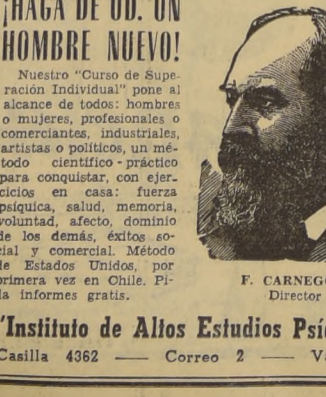 ¡HAGA DE UD. UN
HOMBRE NUEVO!
Nuestro "Curso de Supe-
ración Individual" pone al
alcance de todos: hombres
o mujeres, profesionales o
comerciantes, industriales,
artistas o políticos, un mé-
todo científico-práctico
para conquistar, con ejer-
cicios en casa: fuerza
psíquica, salud, memoria,
voluntad, afecto, dominio
de los demás, éxitos so-
cial y comercial. Método
de Estados Unidos, por
primera vez en Chile. Pi-
da informes gratis.
F. CARNEGO
Director
"Instituto de Altos Estudios Psí
Casilla 4362 — Correo 2 — Va